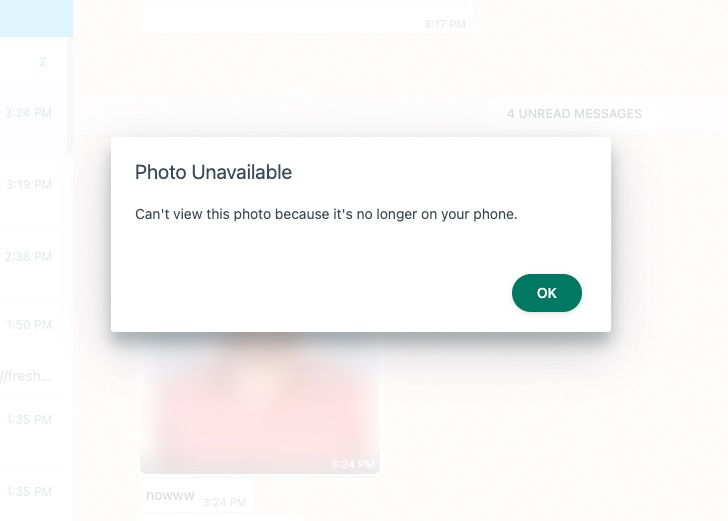 3:17 PM
2
3:24 PM
4 UNREAD MESSAGES
3:19 PM
Photo Unavailable
Can't view this photo because it's no longer on your phone.
2:38 PM
OK
1:50 PM
//fresh...
1:35 PM
3:24 PM
1:35 PM
nowww 3:24 PM